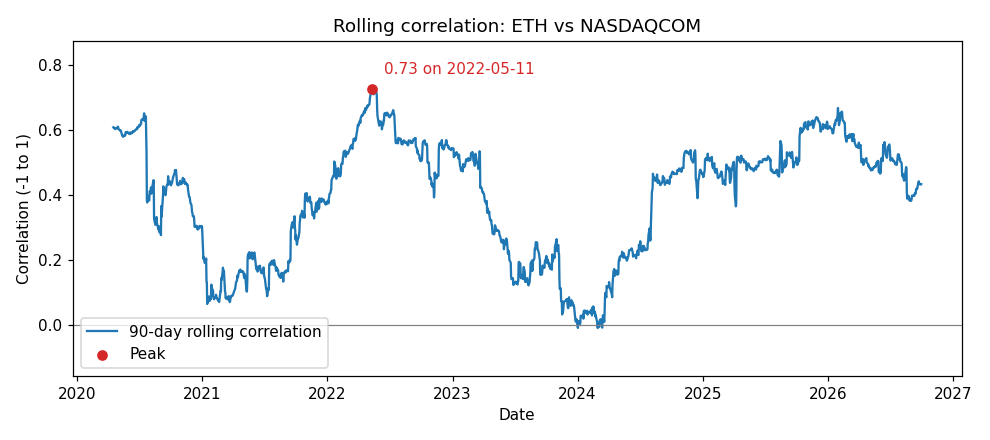 Rolling correlation: ETH vs NASDAQCOM
0.73 on 2022-05-11
Correlation (-1 to 1)
0.8
0.6
0.4
0.2
0.0
90-day rolling correlation
Peak
2020 2021 2022 2023 2024 2025 2026 2027
Date